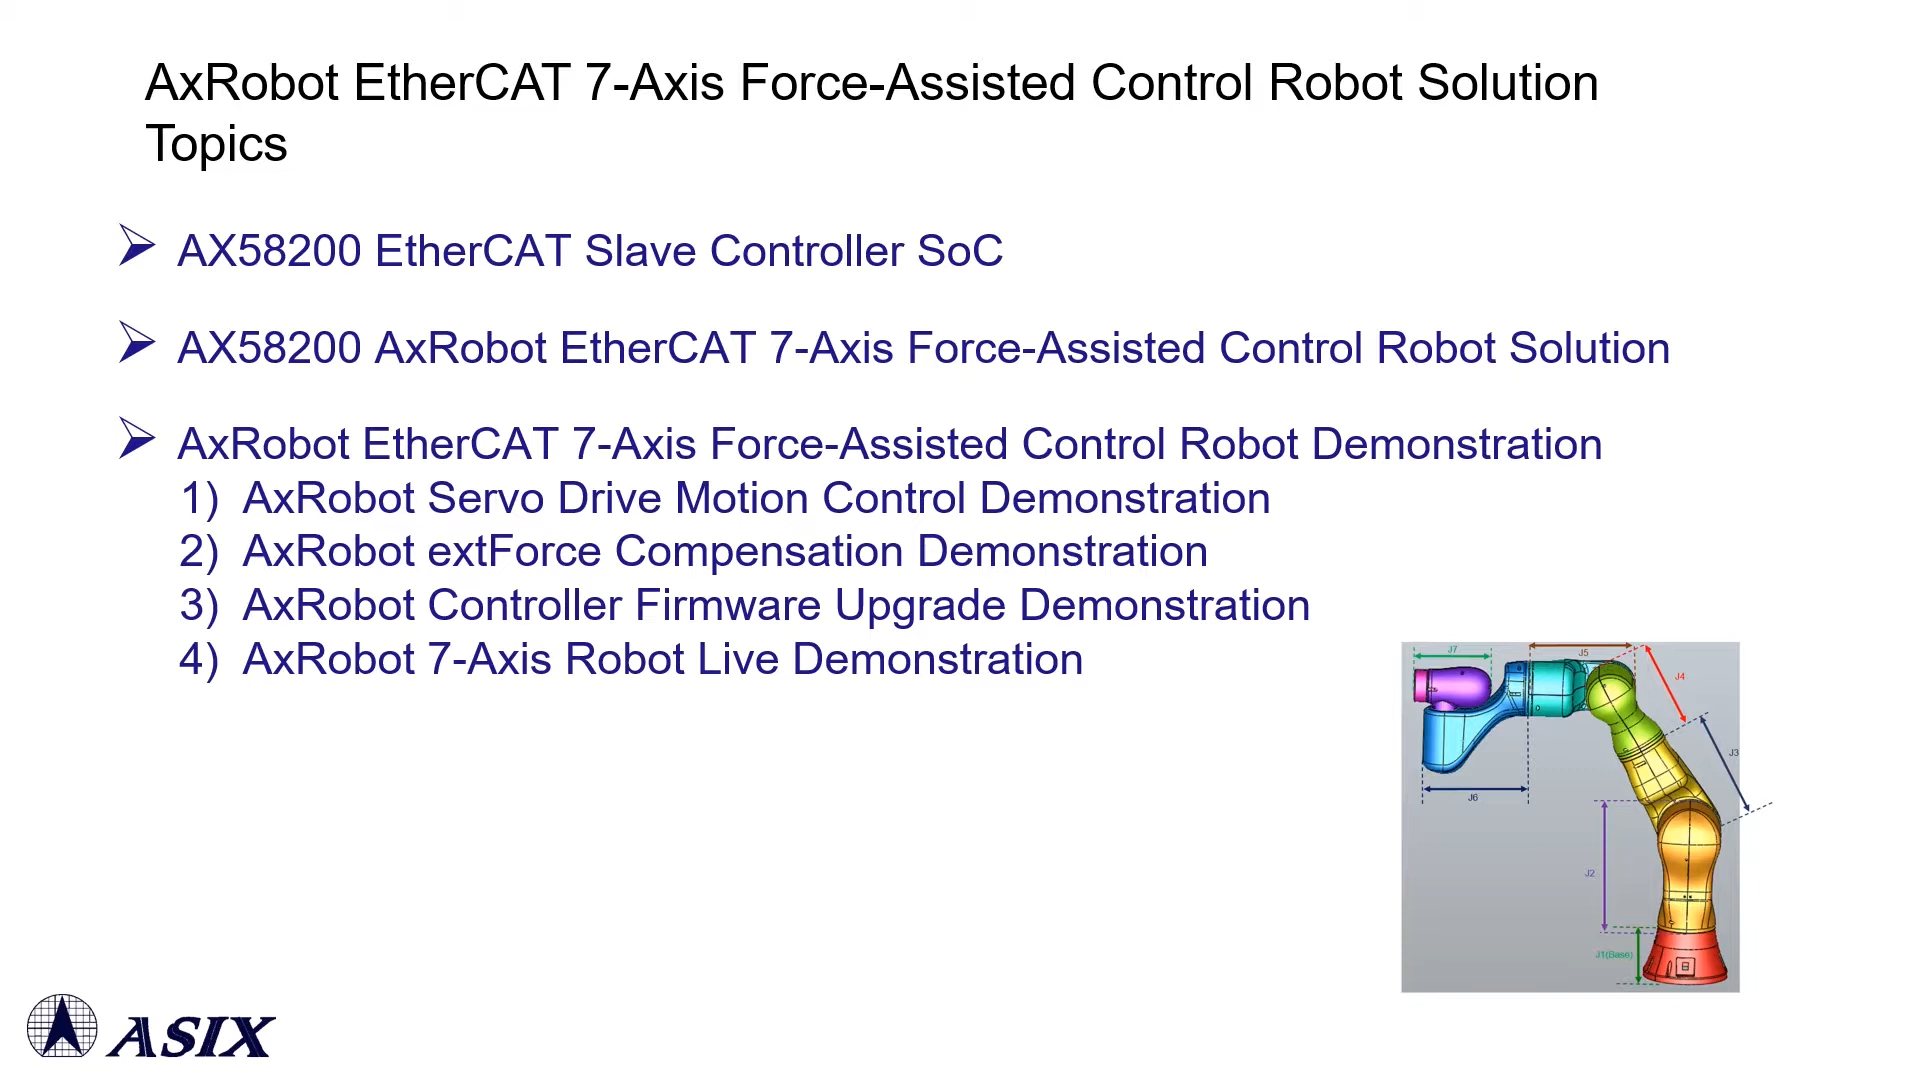 AxRobot EtherCAT 7-Axis Force-Assisted Control Robot Solution
Topics
AX58200 EtherCAT Slave Controller SoC
AX58200 AxRobot EtherCAT 7-Axis Force-Assisted Control Robot Solution
AxRobot EtherCAT 7-Axis Force-Assisted Control Robot Demonstration
1) AxRobot Servo Drive Motion Control Demonstration
2) AxRobot extForce Compensation Demonstration
3) AxRobot Controller Firmware Upgrade Demonstration
4) AxRobot 7-Axis Robot Live Demonstration
J7
J5
J4
J3
J6
J2
J1(Base)
ASIX